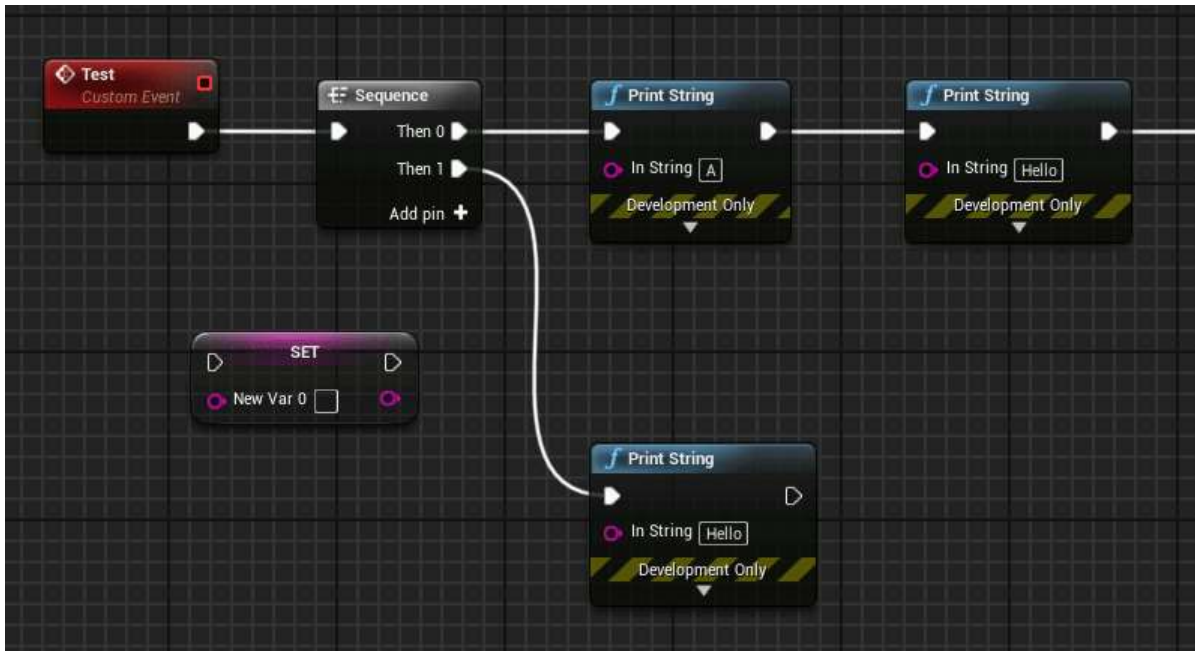 Test
Custom Event
Sequence
Then 0
Then 1
Add pin
Print String
In String A
Development Only
Print String
In String Hello
Development Only
SET
New Var 0
Print String
In String Hello
Development Only